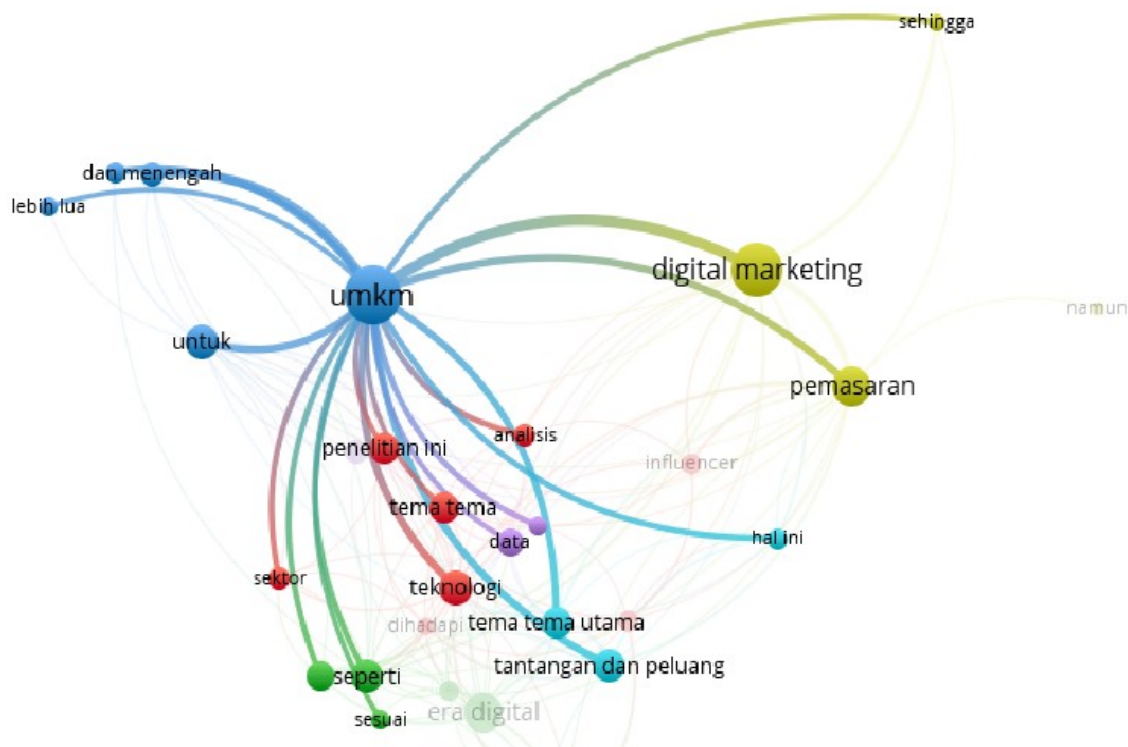 sehingga
dan menengah
lebih lua
digital marketing
umkm
namun
untuk
pemasaran
analisis
penelitian ini
influencer
tema tema
data
hal ini
sektor
teknologi
dihadapi
tema tema utama
tantangan dan peluang
seperti
era digital
sesuai